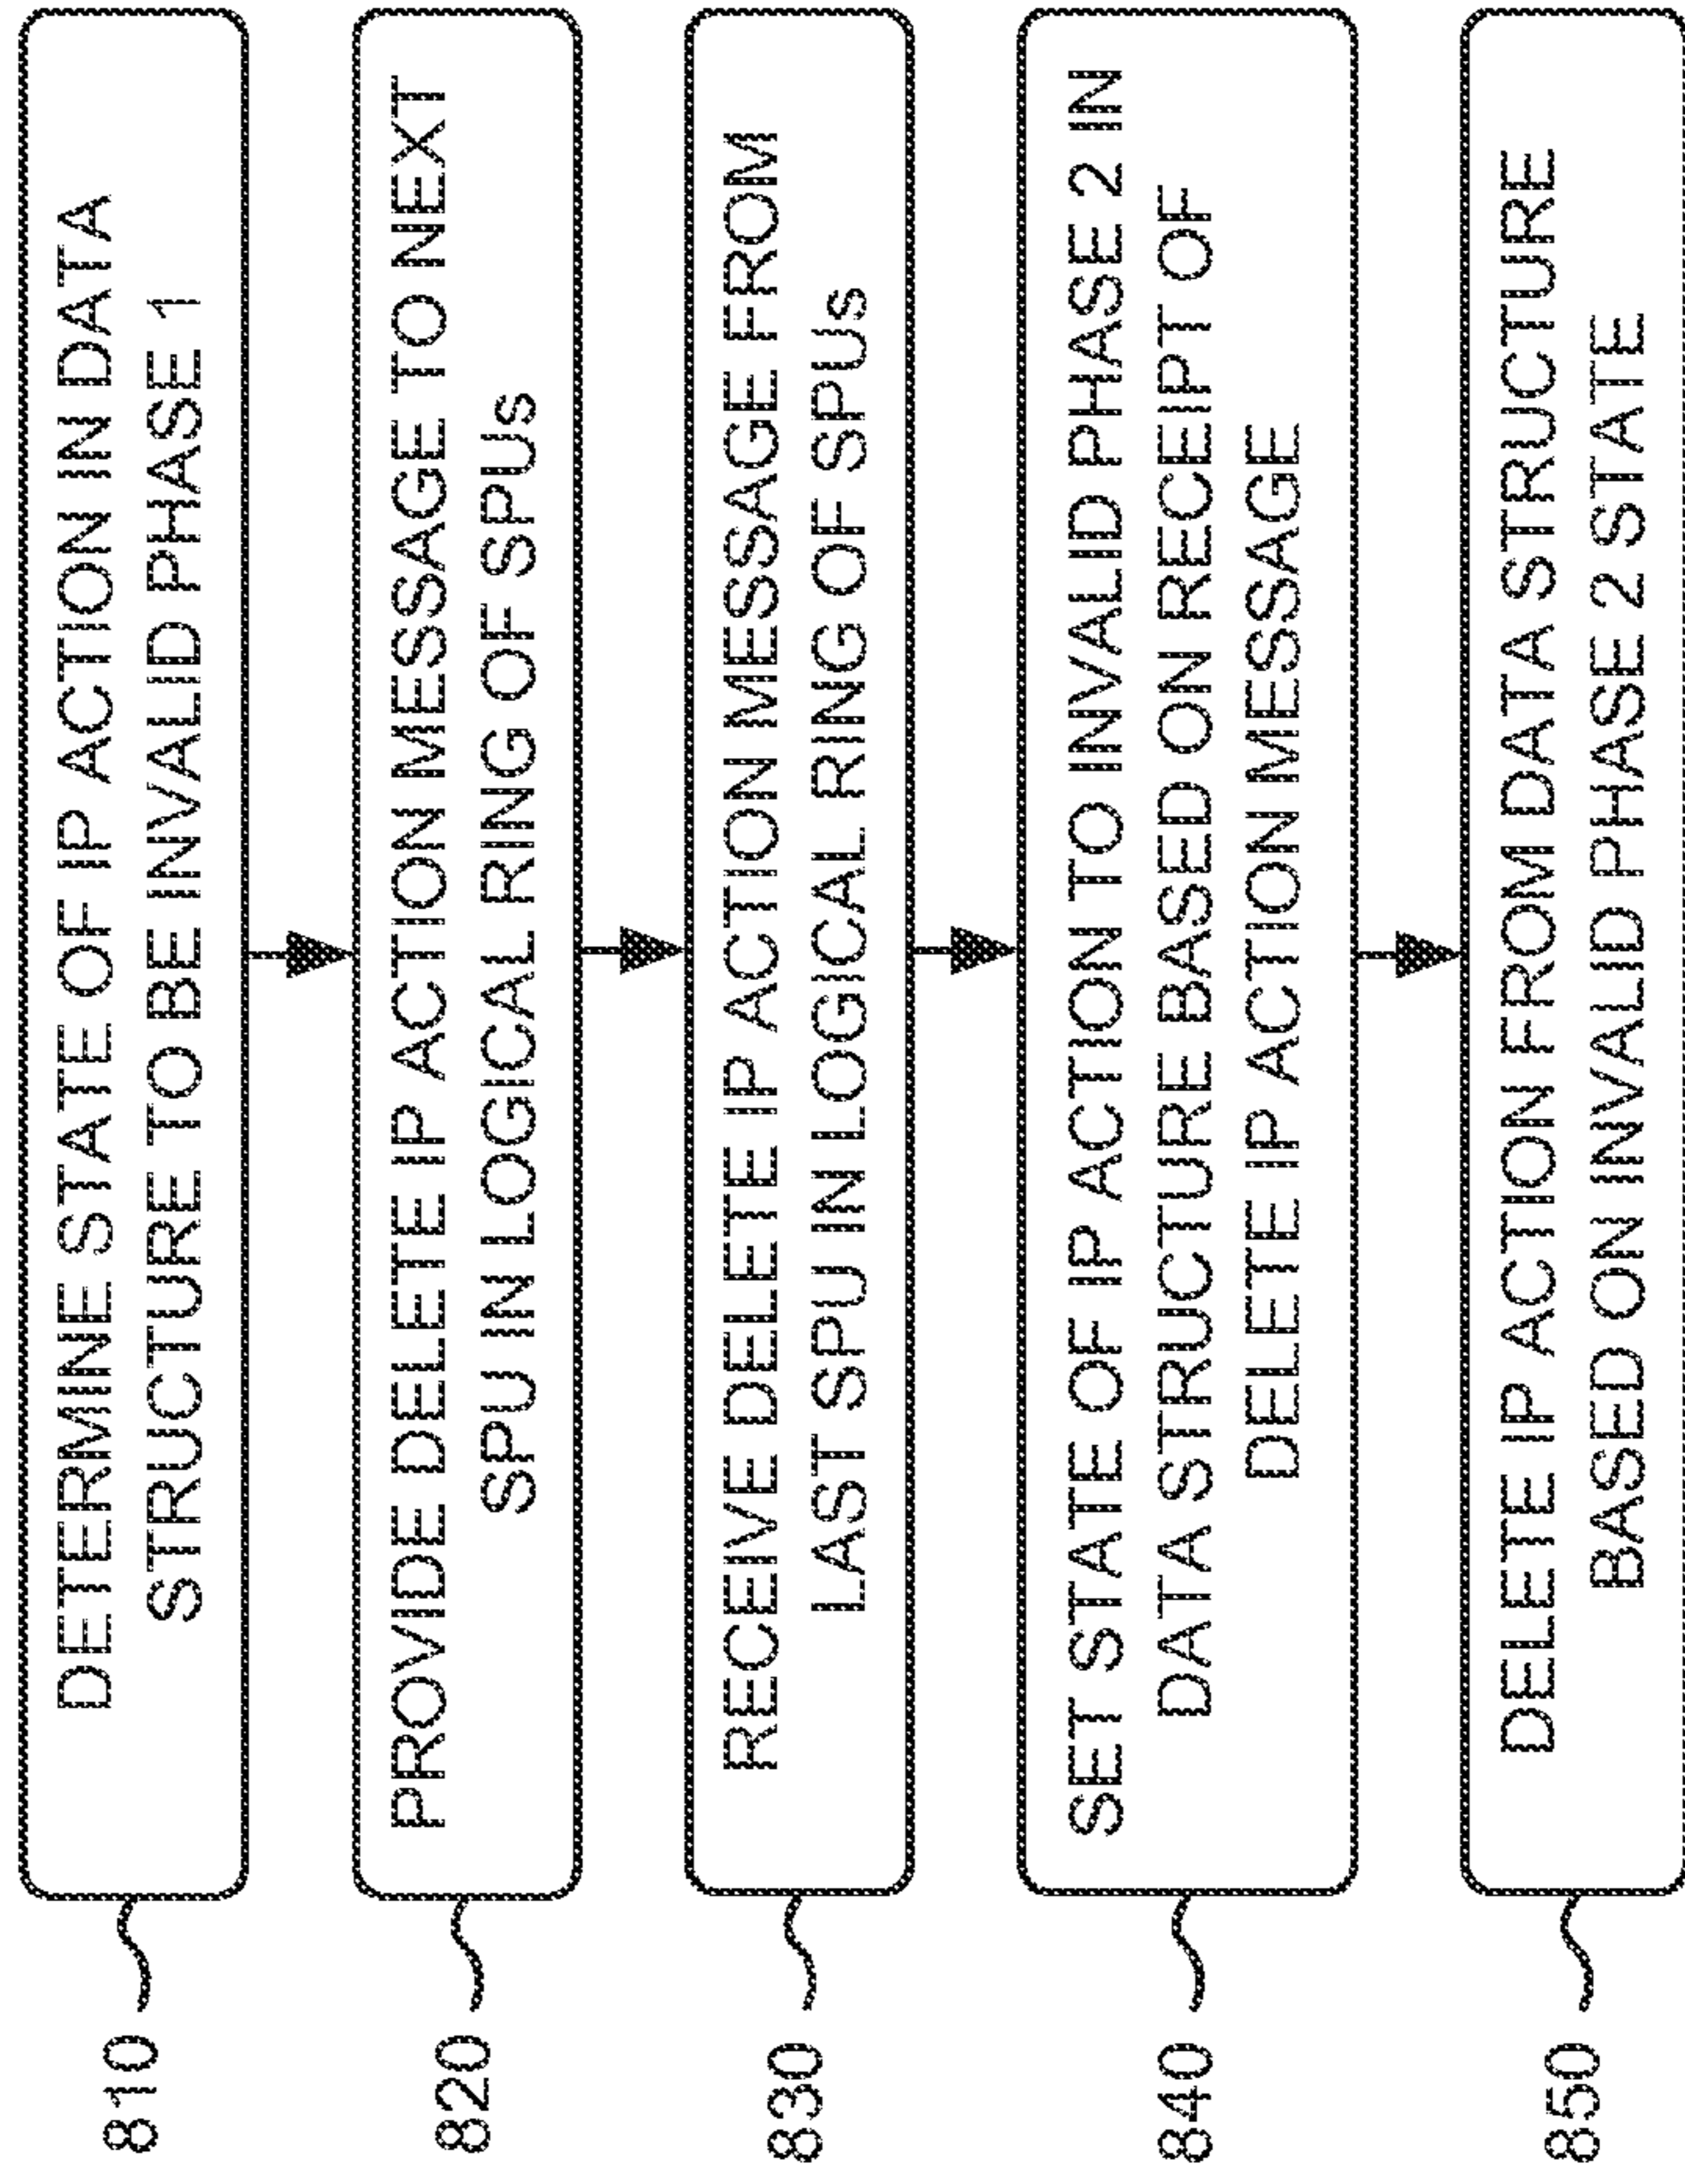 810
DETERMINE STATE OF IP ACTION IN DATA
STRUCTURE TO BE INVALID PHASE 1
820
PROVIDE DELETE IP ACTION MESSAGE TO NEXT
SPU IN LOGICAL RING OF SPUs
830
RECEIVE DELETE IP ACTION MESSAGE FROM
LAST SPU IN LOGICAL RING OF SPUs
840
SET STATE OF IP ACTION TO INVALID PHASE 2 IN
DATA STRUCTURE BASED ON RECEIPT OF
DELETE IP ACTION MESSAGE
850
DELETE IP ACTION FROM DATA STRUCTURE
BASED ON INVALID PHASE 2 STATE